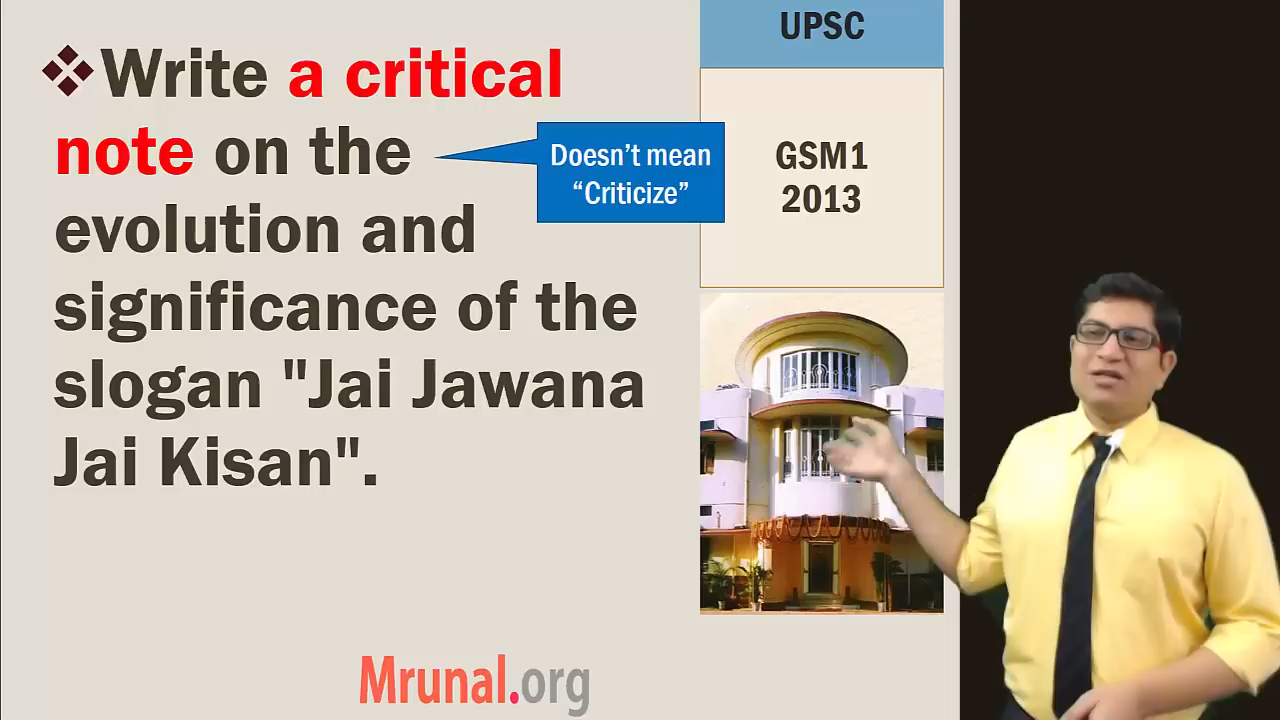 Write a critical
note on the
evolution and
significance of the
slogan "Jai Jawana
Jai Kisan".
Doesn't mean
“Criticize”
UPSC
GSM1
2013
Mrunal.org